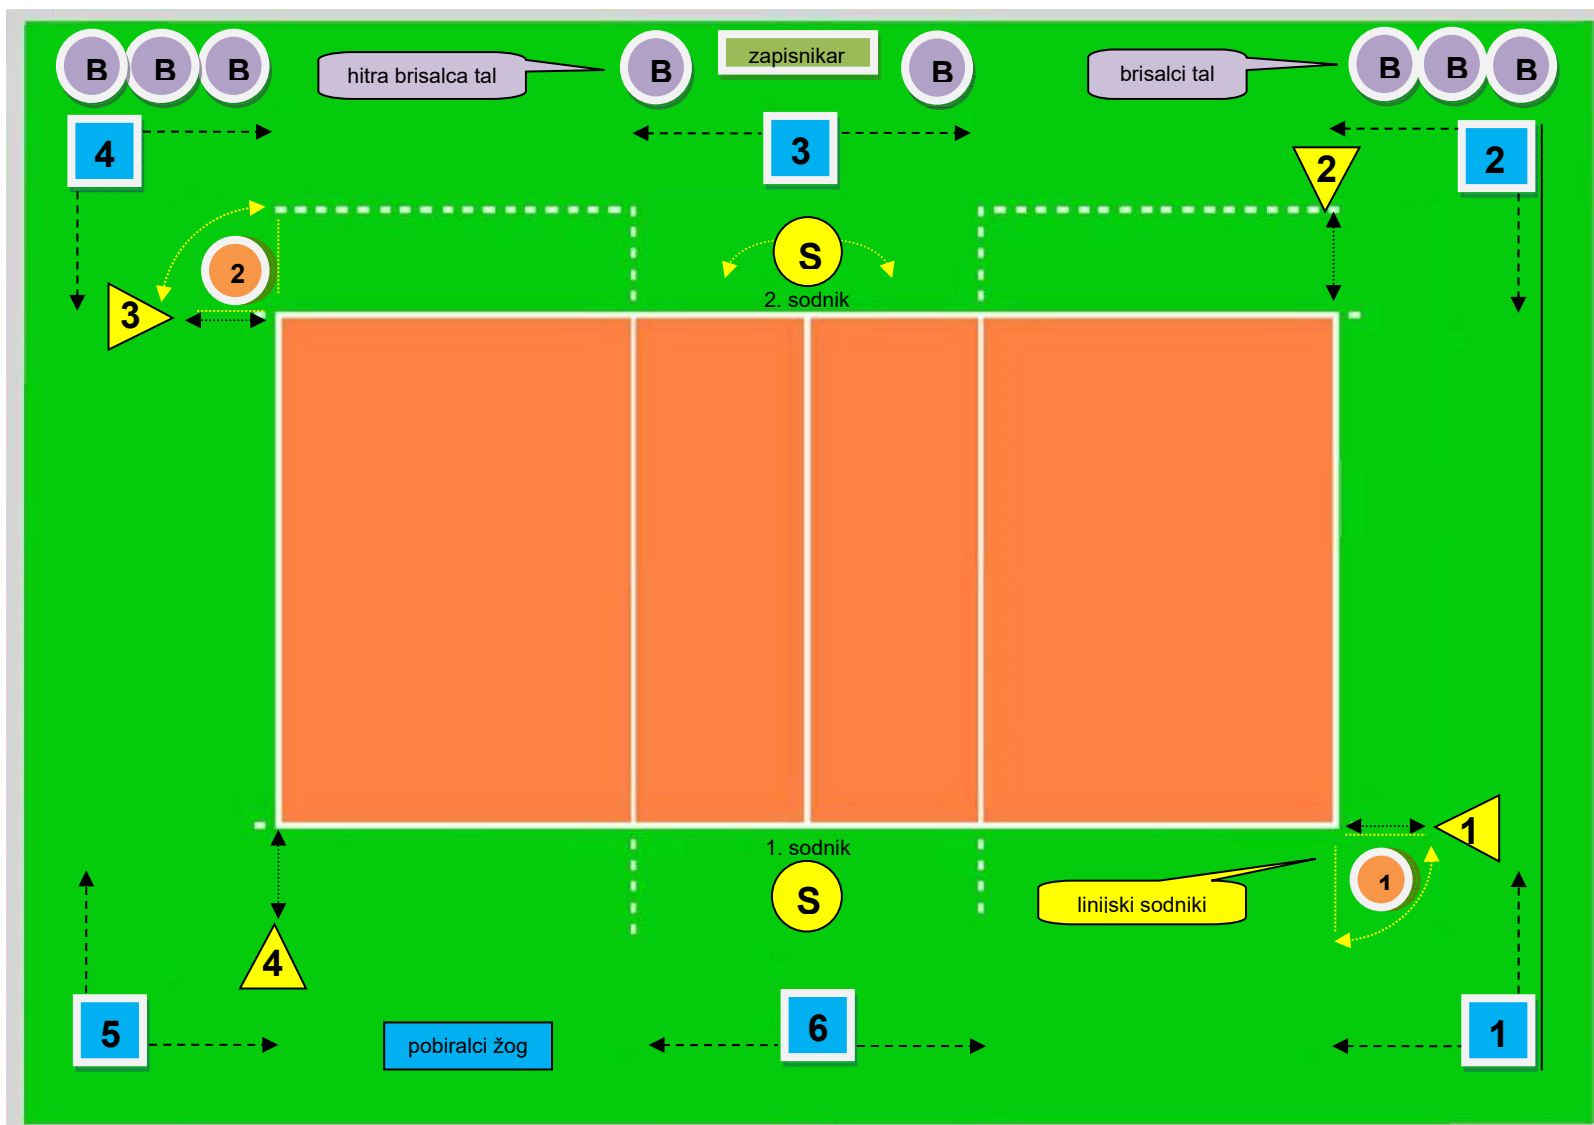 B B B
hitra brisalca tal
B
zapisnikar
B
brisalci tal
B B B
4
3
2
2
2
S
2. sodnik
3
1. sodnik
S
linijski sodniki
1
1
4
5
pobiralci žog
6
1